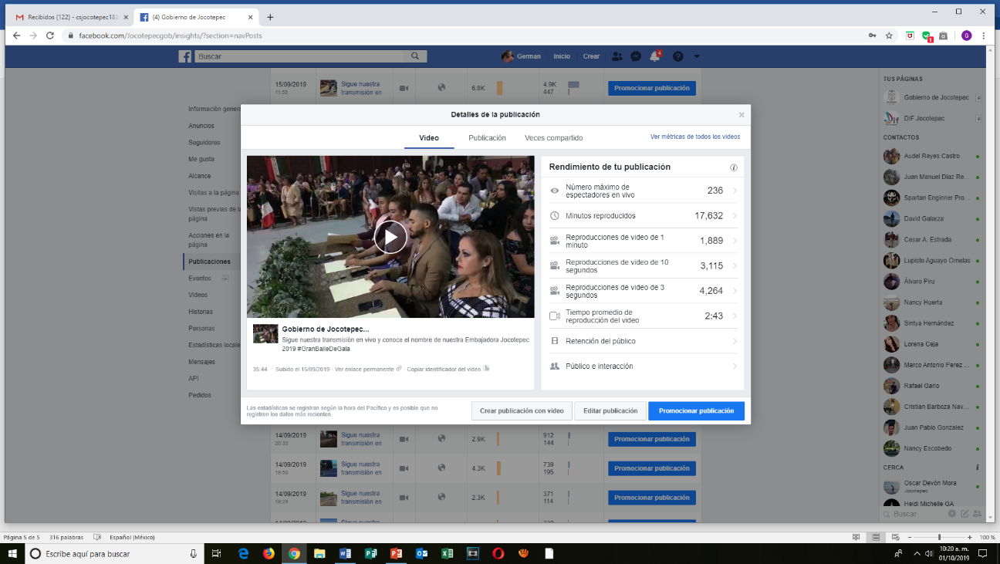 Recibidos (122) - csjocotepec182
(4) Gobierno de Jocotepec
facebook.com/Jocotepecgob/insights/?section=navPosts
Buscar
German
Inicio
Crear
4
15/09/2019
11:53
Sigue nuestra
transmisión en
6.8K
4.9K
447
Promocionar publicación
Información genera
Anuncios
Seguidores
Me gusta
Alcance
Visitas a la página
Vistas previas de la
página
Acciones en la
página
Publicaciones
Eventos
Videos
Historias
Personas
Estadísticas locale
Mensajes
API
Pedidos
Detalles de la publicación
Video
Publicación
Veces compartido
Ver métricas de todos los videos
Gobierno de Jocotepec...
Sigue nuestra transmisión en vivo y conoce el nombre de nuestra Embajadora Jocotepec
2019 #GranBaileDeGala
35:44 · Subido el 15/09/2019 · Ver enlace permanente · Copiar identificador del video
Rendimiento de tu publicación
Número máximo de
espectadores en vivo
236
Minutos reproducidos
17,632
Reproducciones de video de 1
minuto
1,889
Reproducciones de video de 10
segundos
3,115
Reproducciones de video de 3
segundos
4,264
Tiempo promedio de
reproducción del video
2:43
Retención del público
Público e interacción
Las estadísticas se registran según la hora del Pacífico y es posible que no
registren los datos más recientes.
Crear publicación con video
Editar publicación
Promocionar publicación
14/09/2019
20:33
Sigue nuestra
transmisión en
2.9K
912
144
Promocionar publicación
14/09/2019
19:59
Sigue nuestra
transmisión en
4.3K
739
195
Promocionar publicación
14/09/2019
19:24
Sigue nuestra
transmisión en
2.3K
371
114
Promocionar publicación
TUS PÁGINAS
Gobierno de Jocotepec
DIF Jocotepec
CONTACTOS
Audel Reyes Castro
Juan Manuel Diaz Re...
Spartan Enginner Pro...
David Galarza
Cesar A. Estrada
Lupisto Aguayo Ornelas
Álvaro Piru
Nancy Huerta
Sintya Hernández
Lorena Ceja
Marco Antonio Perez ...
Rafael Garlo
Cristian Barboza Nav...
Juan Pablo Gonzalez
Nancy Escobedo
CERCA
Oscar Devòn Mora
Jocotepec
Heidi Michelle GA
Buscar
Página 5 de 5
316 palabras
Español (México)
100 %
Escribe aquí para buscar
10:20 a. m.
01/10/2019